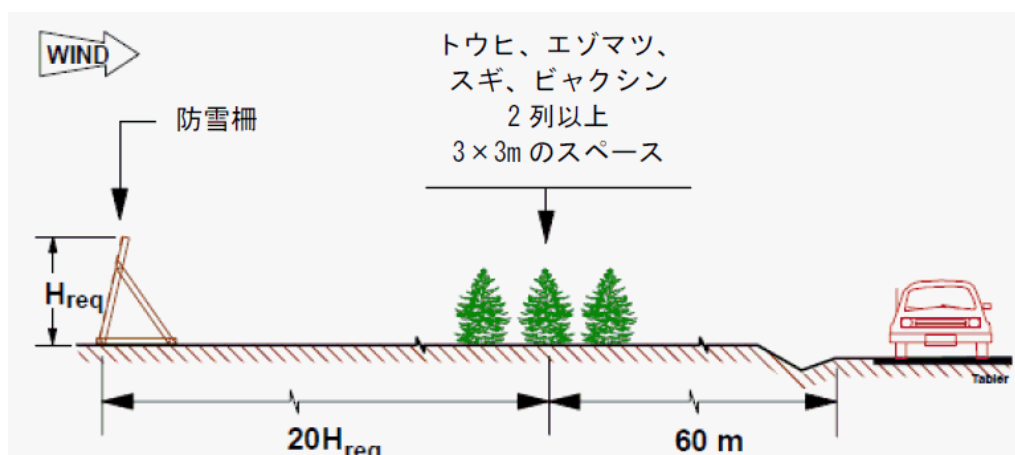 WIND
トウヒ、エゾマツ、
スギ、ビャクシン
2 列以上
3×3m のスペース
防雪柵
Hreq
Tabler
20Hreq
60 m